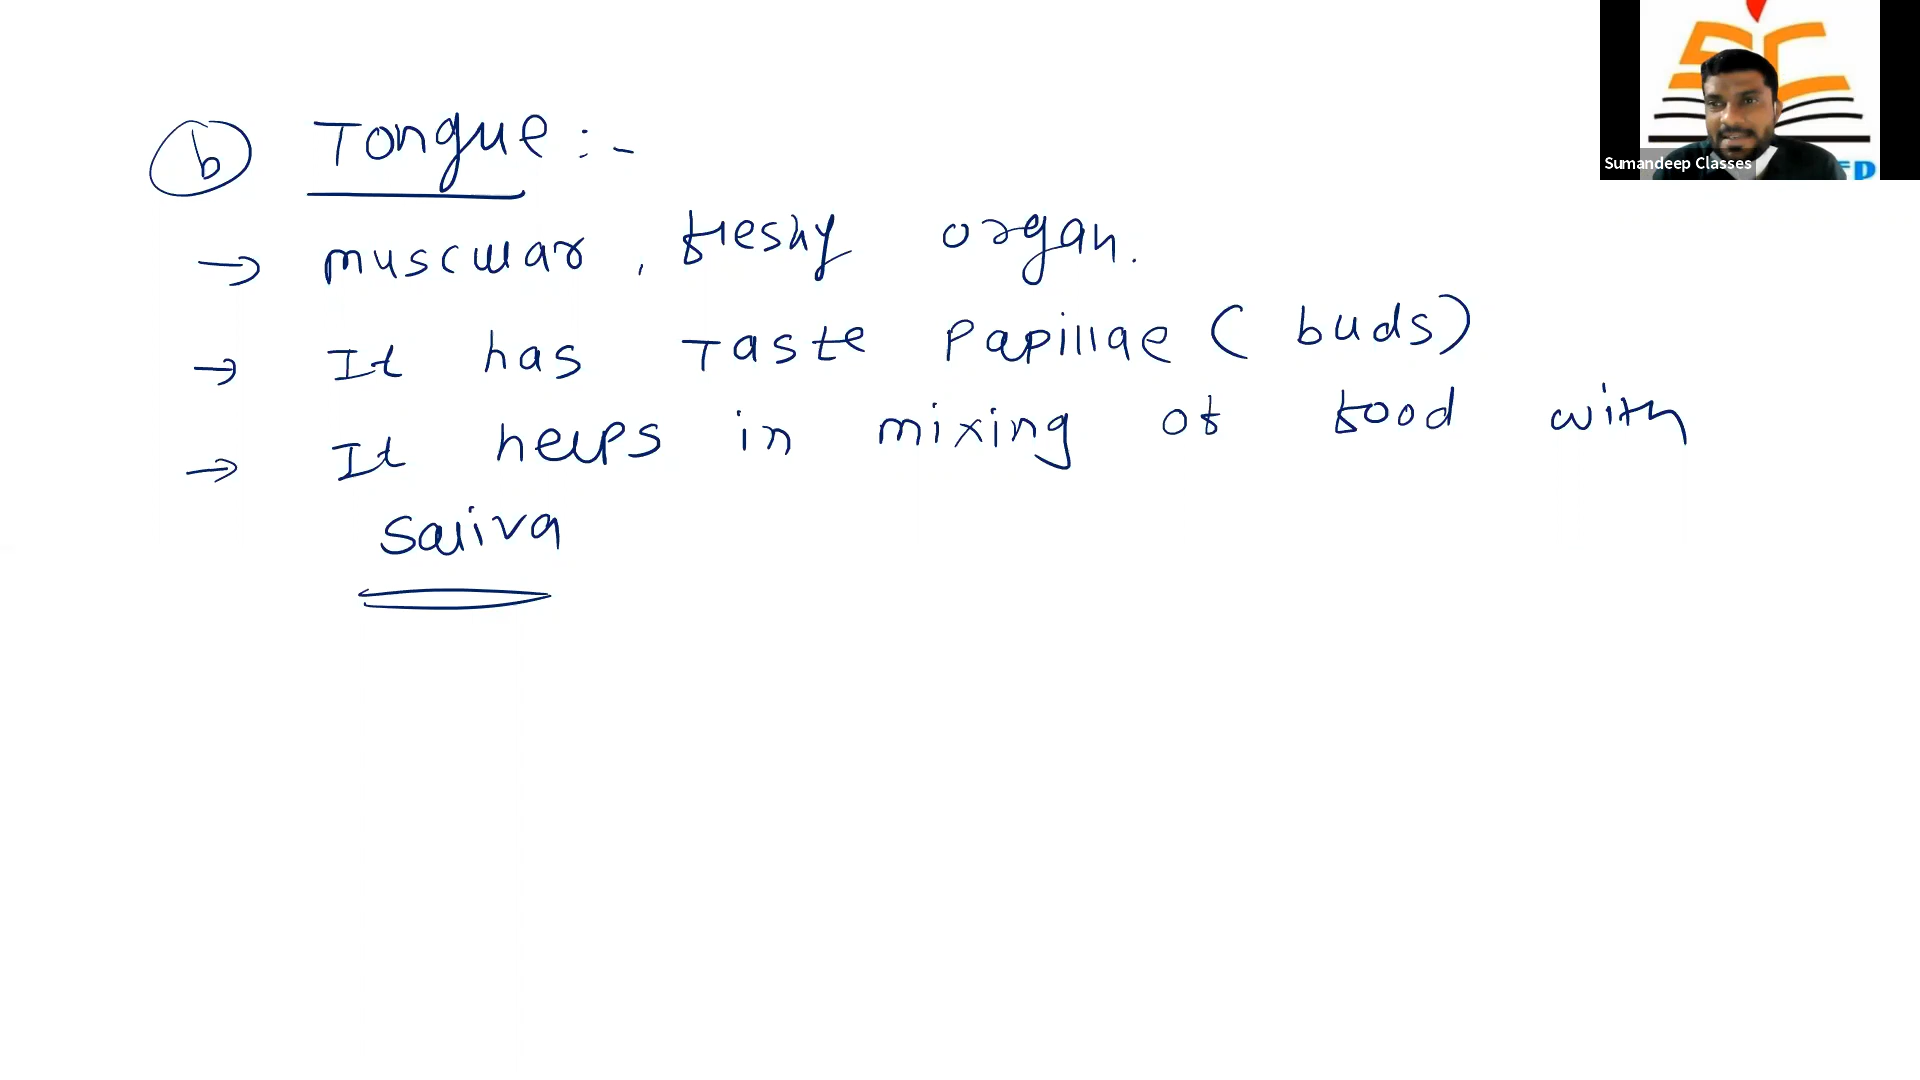 b Tongue :-
→ muscular, fleshy organ.
→ It has Taste Papillae (buds)
→ It helps in mixing of food with
saliva
SC
Sumandeep Classes